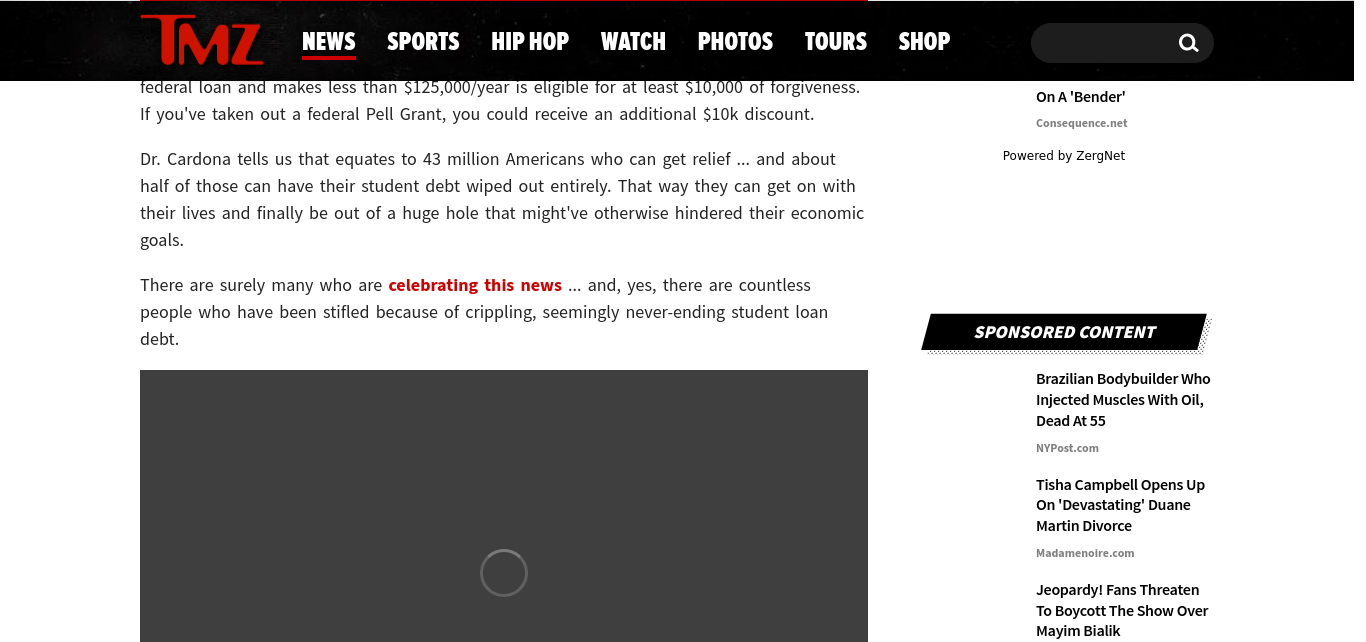 TMZ
NEWS SPORTS HIP HOP WATCH PHOTOS TOURS SHOP
federal loan and makes less than $125,000/year is eligible for at least $10,000 of forgiveness.
If you've taken out a federal Pell Grant, you could receive an additional $10k discount.
Dr. Cardona tells us that equates to 43 million Americans who can get relief ... and about
half of those can have their student debt wiped out entirely. That way they can get on with
their lives and finally be out of a huge hole that might've otherwise hindered their economic
goals.
There are surely many who are celebrating this news ... and, yes, there are countless
people who have been stifled because of crippling, seemingly never-ending student loan
debt.
On A 'Bender'
Consequence.net
Powered by ZergNet
SPONSORED CONTENT
Brazilian Bodybuilder Who
Injected Muscles With Oil,
Dead At 55
NYPost.com
Tisha Campbell Opens Up
On 'Devastating' Duane
Martin Divorce
Madamenoire.com
Jeopardy! Fans Threaten
To Boycott The Show Over
Mayim Bialik